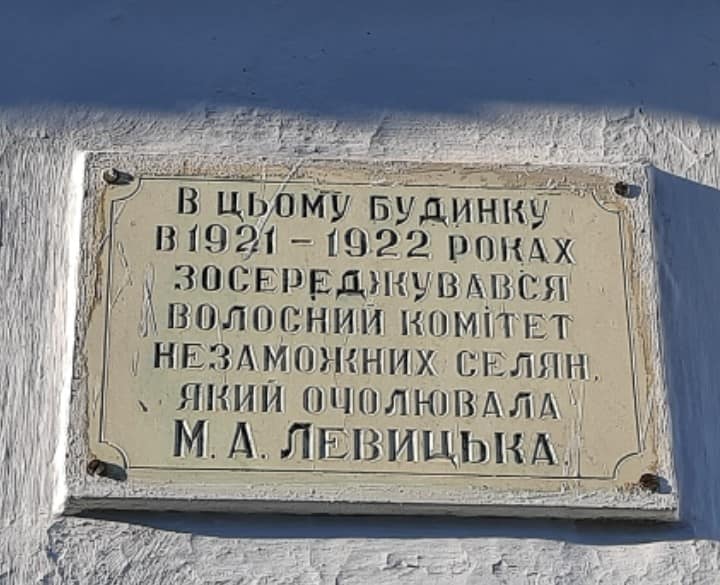 В ЦЬОМУ БУДИНКУ
В 1921 – 1922 РОКАХ
ЗОСЕРЕДЖУВАВСЯ
ВОЛОСНИЙ КОМІТЕТ
НЕЗАМОЖНИХ СЕЛЯН,
ЯКИЙ ОЧОЛЮВАЛА
М. А. ЛЕВИЦЬКА